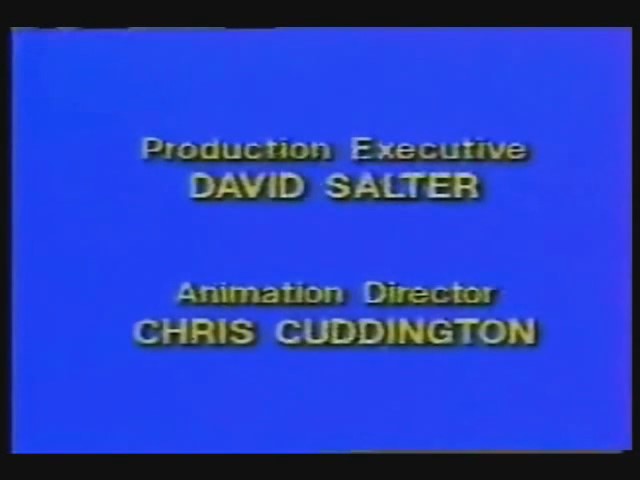 Production Executive
DAVID SALTER
Animation Director
CHRIS CUDDINGTON